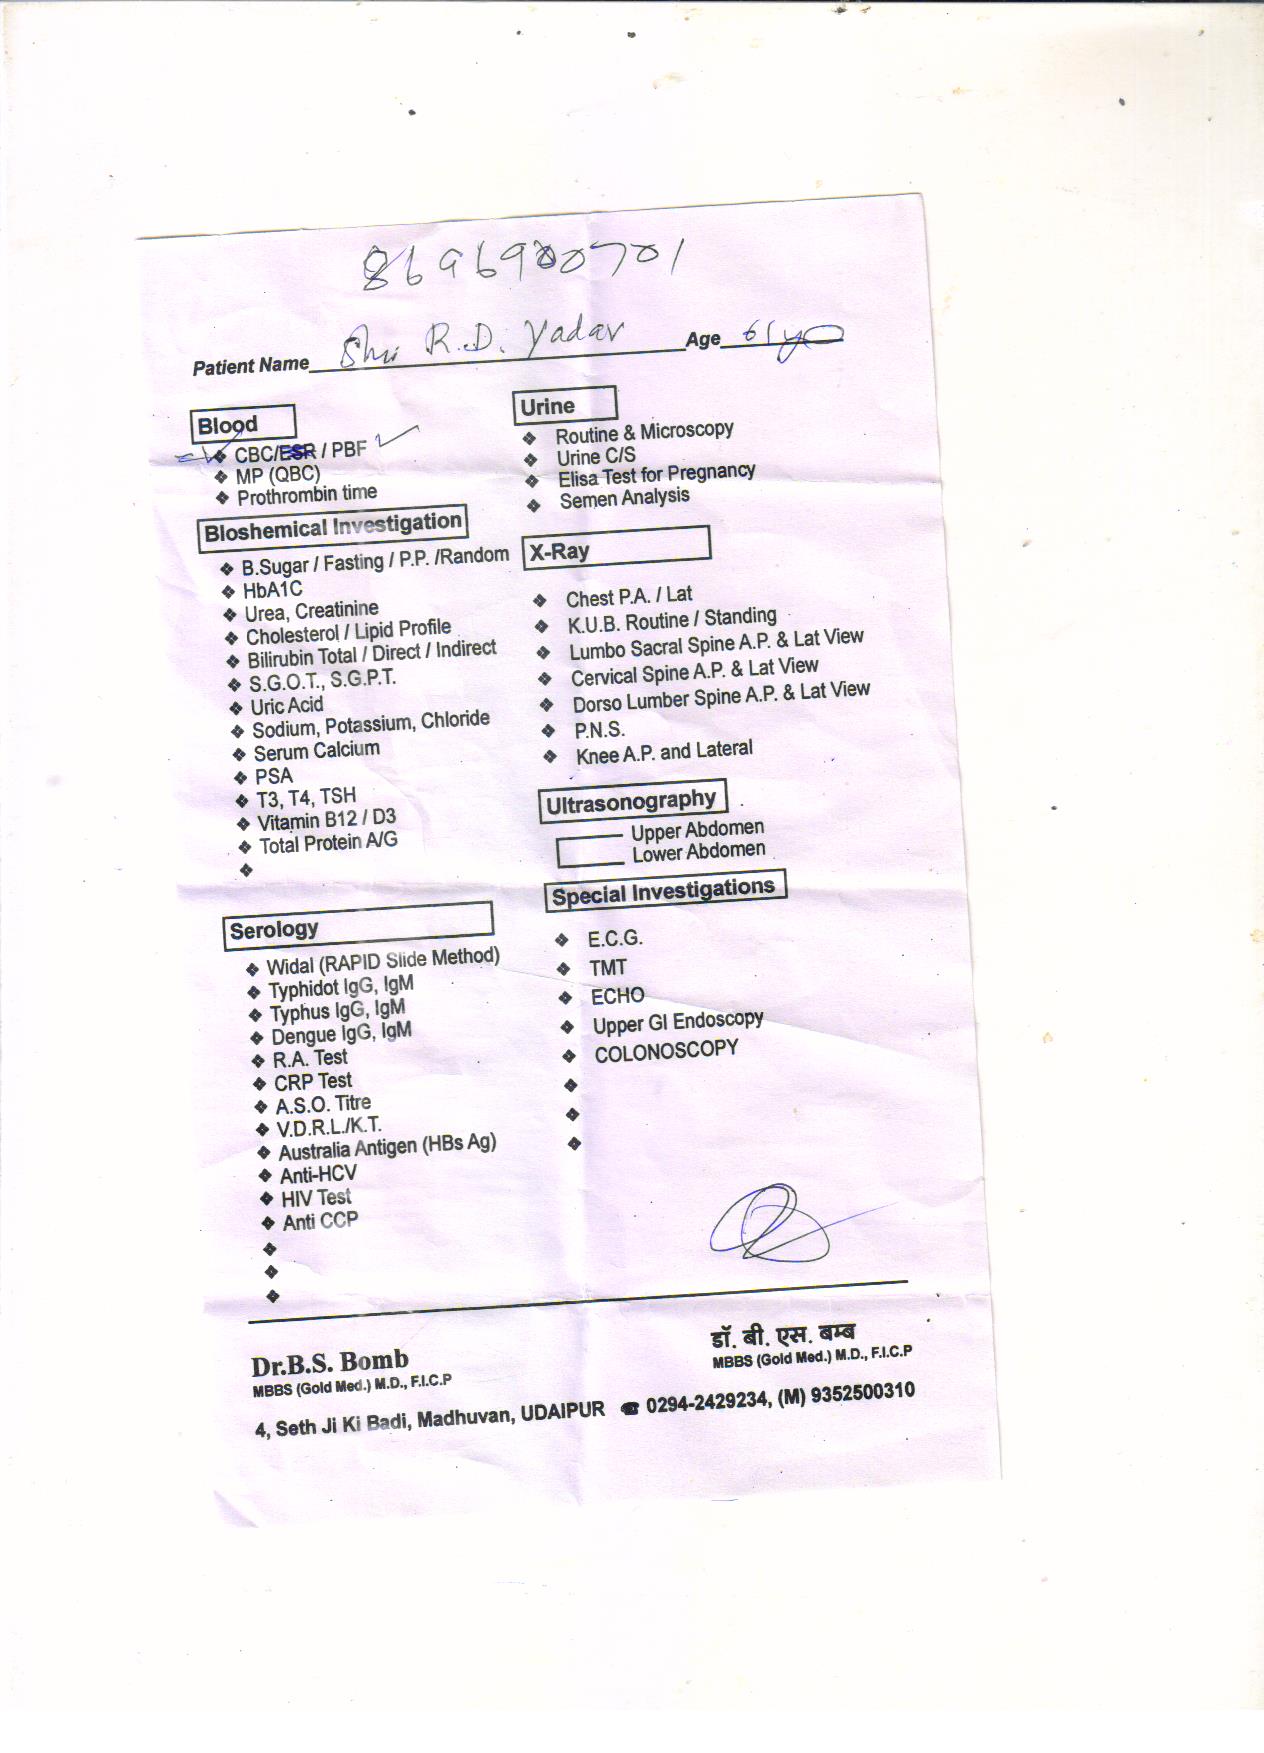 8696900701
Patient Name Shri R.D. Yadav Age 61 yo
Blood
CBC/ESR / PBF
MP (QBC)
Prothrombin time
Bloshemical Investigation
B.Sugar / Fasting / P.P. /Random
HbA1C
Urea, Creatinine
Cholesterol / Lipid Profile
Bilirubin Total / Direct / Indirect
S.G.O.T., S.G.P.T.
Uric Acid
Sodium, Potassium, Chloride
Serum Calcium
PSA
T3, T4, TSH
Vitamin B12 / D3
Total Protein A/G
Serology
Widal (RAPID Slide Method)
Typhidot IgG, IgM
Typhus IgG, IgM
Dengue IgG, IgM
R.A. Test
CRP Test
A.S.O. Titre
V.D.R.L./K.T.
Australia Antigen (HBs Ag)
Anti-HCV
HIV Test
Anti CCP
Urine
Routine & Microscopy
Urine C/S
Elisa Test for Pregnancy
Semen Analysis
X-Ray
Chest P.A. / Lat
K.U.B. Routine / Standing
Lumbo Sacral Spine A.P. & Lat View
Cervical Spine A.P. & Lat View
Dorso Lumber Spine A.P. & Lat View
P.N.S.
Knee A.P. and Lateral
Ultrasonography
Upper Abdomen
Lower Abdomen
Special Investigations
E.C.G.
TMT
ECHO
Upper GI Endoscopy
COLONOSCOPY
Dr.B.S. Bomb
MBBS (Gold Med.) M.D., F.I.C.P
डॉ. बी. एस. बम्ब
MBBS (Gold Med.) M.D., F.I.C.P
4, Seth Ji Ki Badi, Madhuvan, UDAIPUR ☎ 0294-2429234, (M) 9352500310